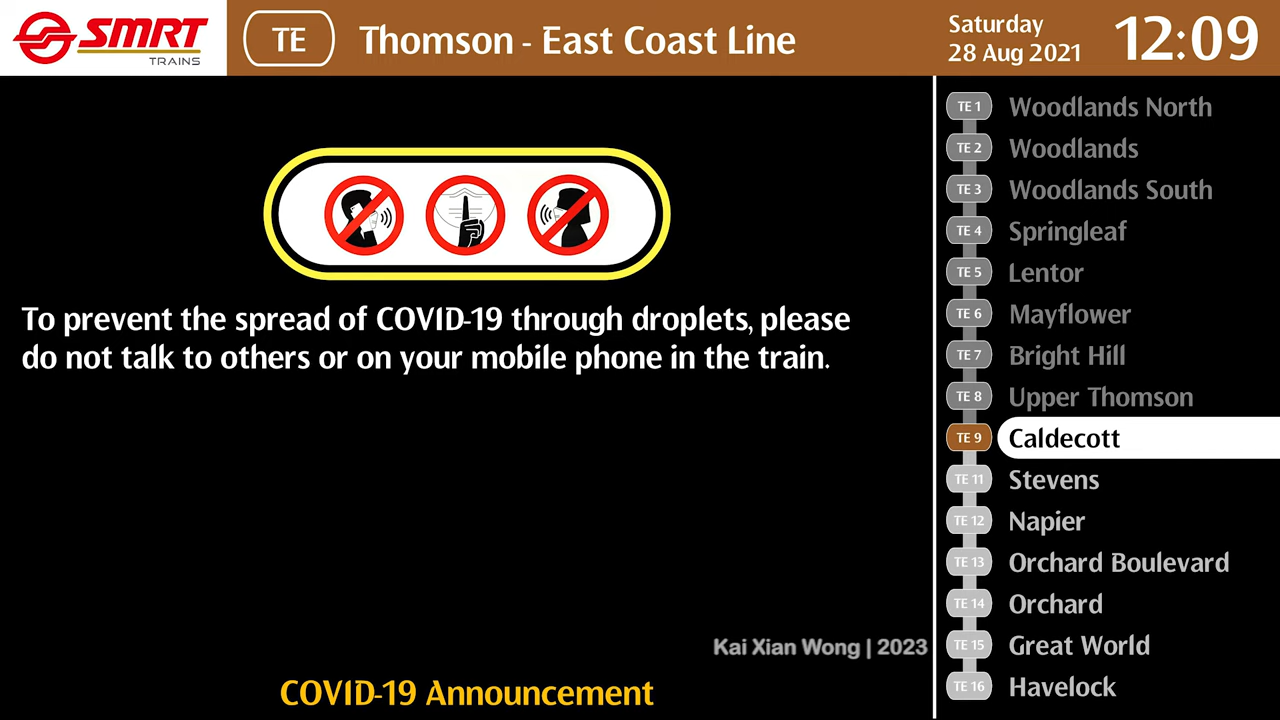 SMRT
TRAINS
TE
Thomson - East Coast Line
Saturday
28 Aug 2021
12:09
To prevent the spread of COVID-19 through droplets, please
do not talk to others or on your mobile phone in the train.
Kai Xian Wong | 2023
COVID-19 Announcement
TE 1 Woodlands North
TE 2 Woodlands
TE 3 Woodlands South
TE 4 Springleaf
TE 5 Lentor
TE 6 Mayflower
TE 7 Bright Hill
TE 8 Upper Thomson
TE 9 Caldecott
TE 11 Stevens
TE 12 Napier
TE 13 Orchard Boulevard
TE 14 Orchard
TE 15 Great World
TE 16 Havelock